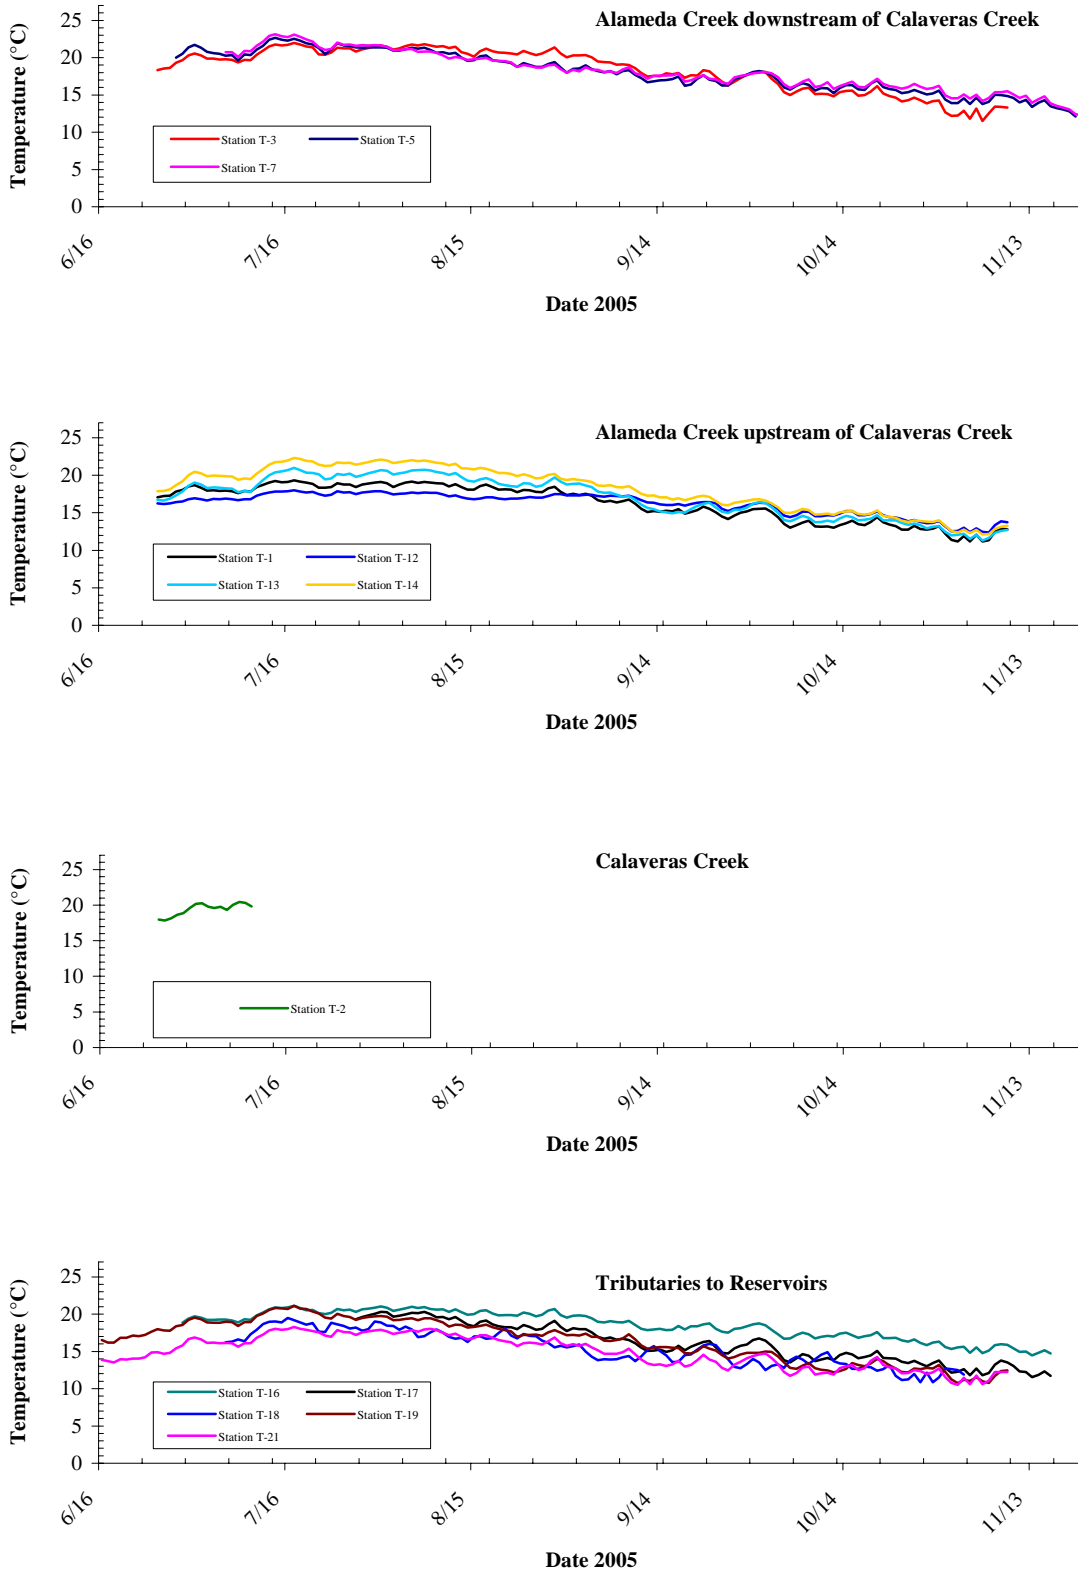 Alameda Creek downstream of Calaveras Creek
Temperature (°C)
25
20
15
10
5
0
Station T-3 Station T-5
Station T-7
6/16 7/16 8/15 9/14 10/14 11/13
Date 2005
Alameda Creek upstream of Calaveras Creek
Temperature (°C)
25
20
15
10
5
0
Station T-1 Station T-12
Station T-13 Station T-14
6/16 7/16 8/15 9/14 10/14 11/13
Date 2005
Calaveras Creek
Temperature (°C)
25
20
15
10
5
0
Station T-2
6/16 7/16 8/15 9/14 10/14 11/13
Date 2005
Tributaries to Reservoirs
Temperature (°C)
25
20
15
10
5
0
Station T-16 Station T-17
Station T-18 Station T-19
Station T-21
6/16 7/16 8/15 9/14 10/14 11/13
Date 2005